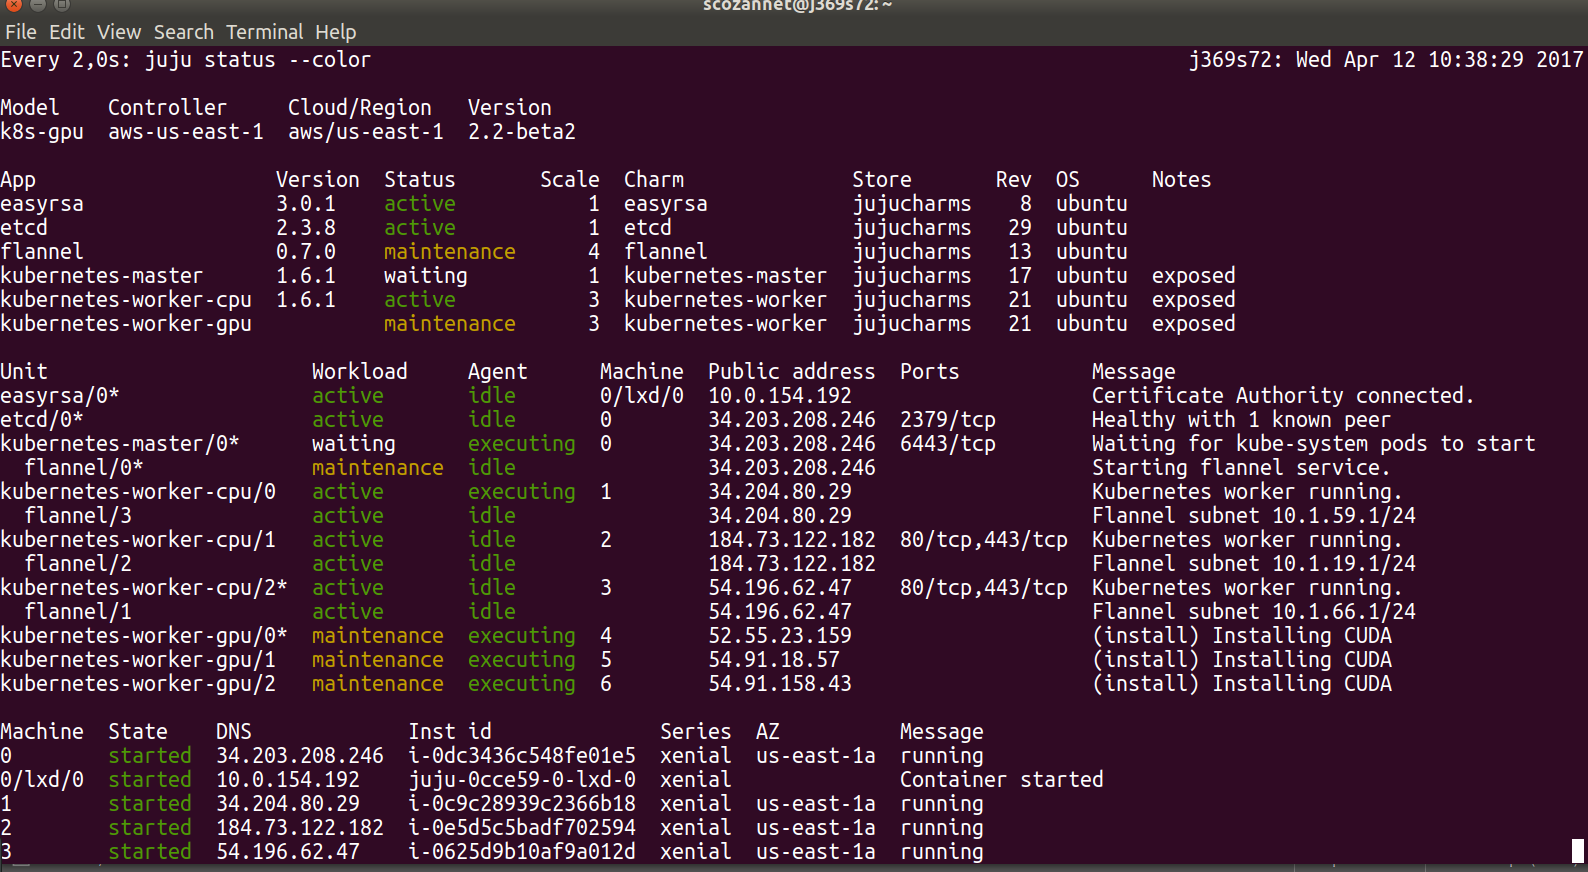 scozannet@j369s72: ~
File Edit View Search Terminal Help
Every 2,0s: juju status --color j369s72: Wed Apr 12 10:38:29 2017
Model Controller Cloud/Region Version
k8s-gpu aws-us-east-1 aws/us-east-1 2.2-beta2
App Version Status Scale Charm Store Rev OS Notes
easyrsa 3.0.1 active 1 easyrsa jujucharms 8 ubuntu
etcd 2.3.8 active 1 etcd jujucharms 29 ubuntu
flannel 0.7.0 maintenance 4 flannel jujucharms 13 ubuntu
kubernetes-master 1.6.1 waiting 1 kubernetes-master jujucharms 17 ubuntu exposed
kubernetes-worker-cpu 1.6.1 active 3 kubernetes-worker jujucharms 21 ubuntu exposed
kubernetes-worker-gpu maintenance 3 kubernetes-worker jujucharms 21 ubuntu exposed
Unit Workload Agent Machine Public address Ports Message
easyrsa/0* active idle 0/lxd/0 10.0.154.192 Certificate Authority connected.
etcd/0* active idle 0 34.203.208.246 2379/tcp Healthy with 1 known peer
kubernetes-master/0* waiting executing 0 34.203.208.246 6443/tcp Waiting for kube-system pods to start
flannel/0* maintenance idle 34.203.208.246 Starting flannel service.
kubernetes-worker-cpu/0 active executing 1 34.204.80.29 Kubernetes worker running.
flannel/3 active idle 34.204.80.29 Flannel subnet 10.1.59.1/24
kubernetes-worker-cpu/1 active idle 2 184.73.122.182 80/tcp,443/tcp Kubernetes worker running.
flannel/2 active idle 184.73.122.182 Flannel subnet 10.1.19.1/24
kubernetes-worker-cpu/2* active idle 3 54.196.62.47 80/tcp,443/tcp Kubernetes worker running.
flannel/1 active idle 54.196.62.47 Flannel subnet 10.1.66.1/24
kubernetes-worker-gpu/0* maintenance executing 4 52.55.23.159 (install) Installing CUDA
kubernetes-worker-gpu/1 maintenance executing 5 54.91.18.57 (install) Installing CUDA
kubernetes-worker-gpu/2 maintenance executing 6 54.91.158.43 (install) Installing CUDA
Machine State DNS Inst id Series AZ Message
0 started 34.203.208.246 i-0dc3436c548fe01e5 xenial us-east-1a running
0/lxd/0 started 10.0.154.192 juju-0cce59-0-lxd-0 xenial Container started
1 started 34.204.80.29 i-0c9c28939c2366b18 xenial us-east-1a running
2 started 184.73.122.182 i-0e5d5c5badf702594 xenial us-east-1a running
3 started 54.196.62.47 i-0625d9b10af9a012d xenial us-east-1a running